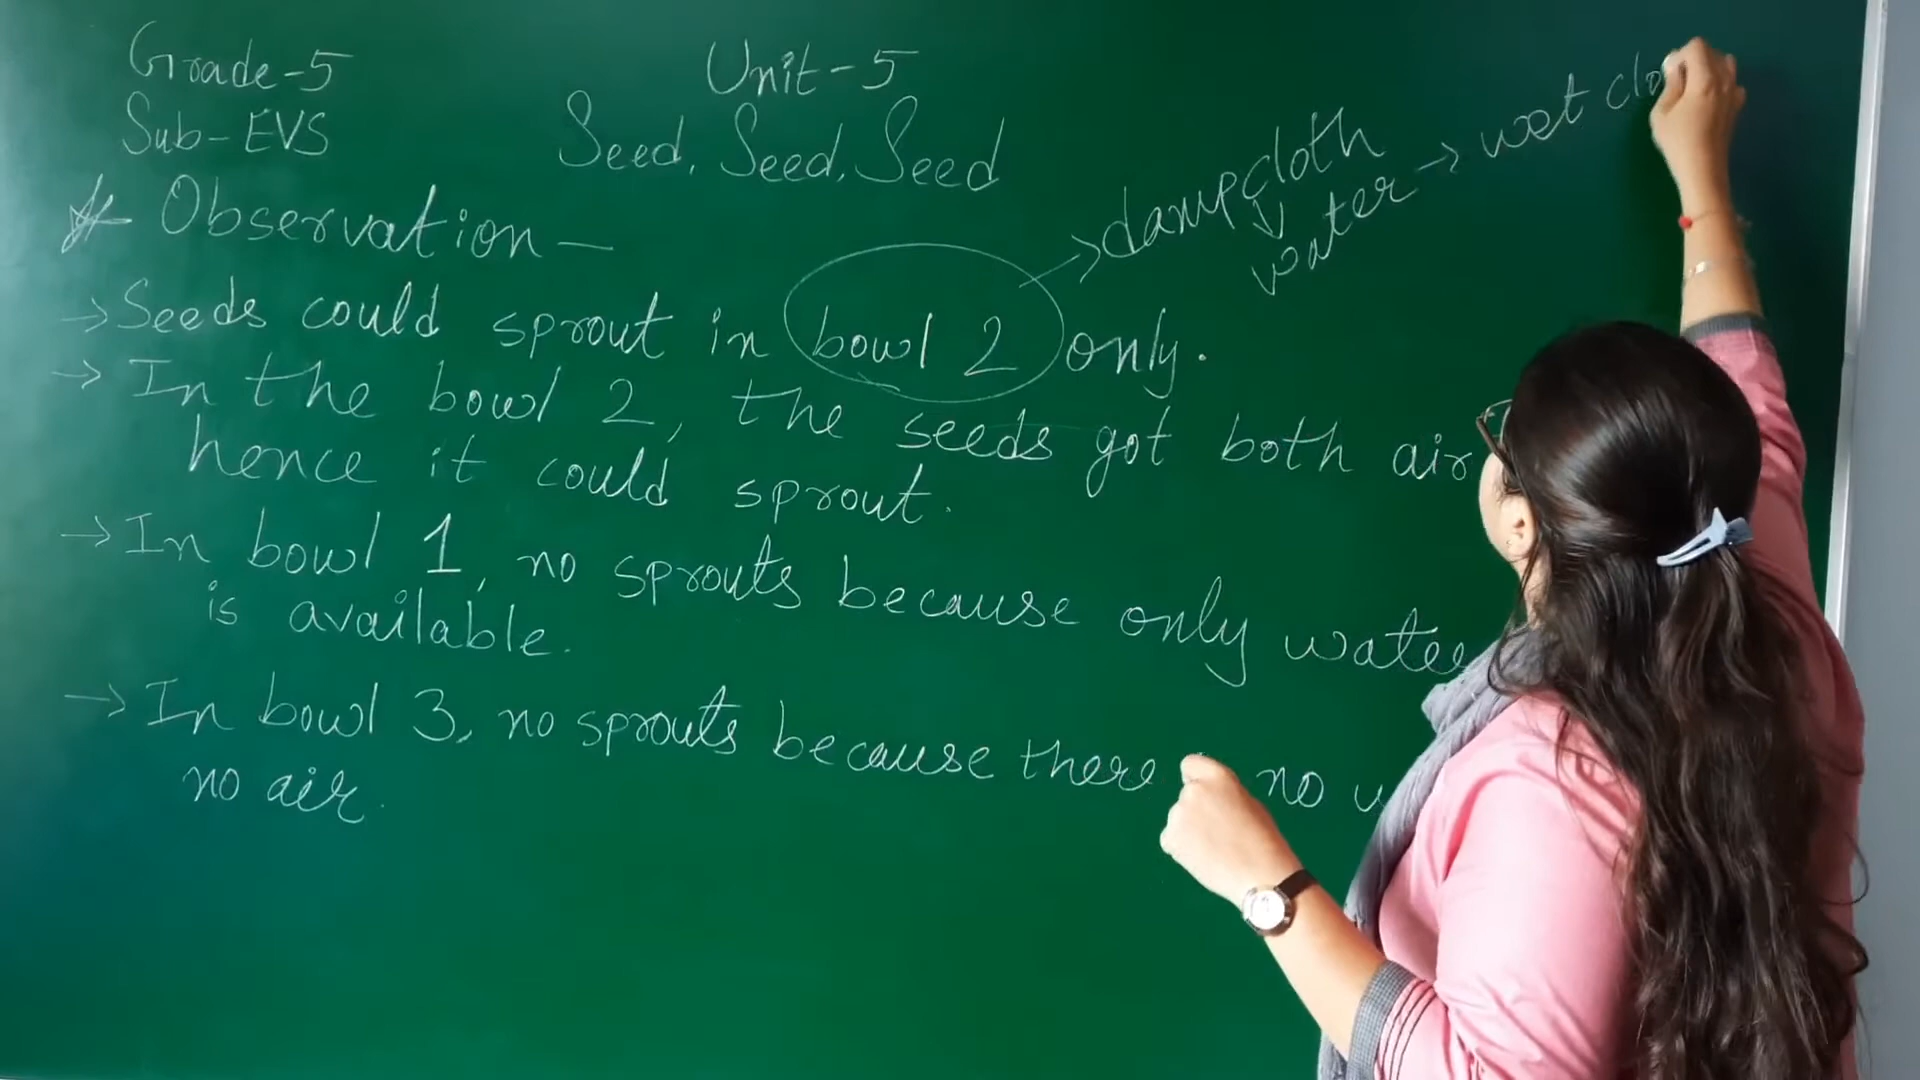 Grade-5
Unit-5
Sub-EVS
Seed, Seed, Seed
* Observation —
→ damp cloth
water → wet
→ Seeds could sprout in bowl 2 only.
→ In the bowl 2, the seeds got both air
hence it could sprout.
→ In bowl 1, no sprouts because only water
is available.
→ In bowl 3, no sprouts because there no
no air.